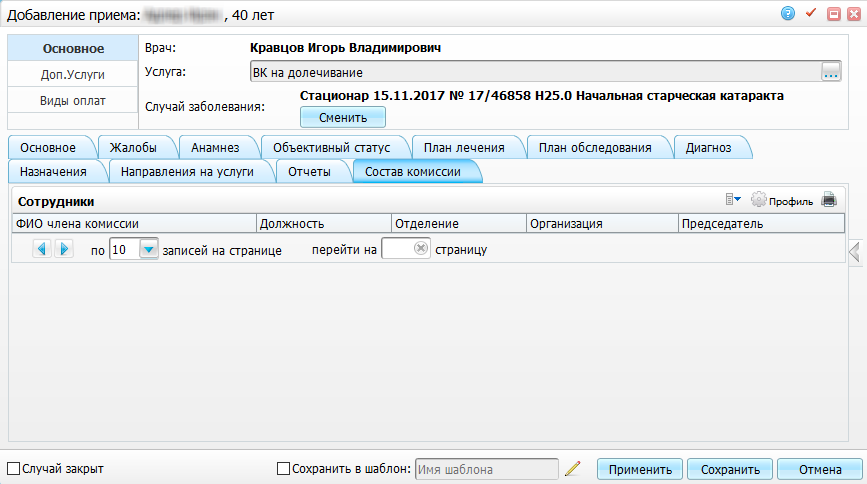 Добавление приема: , 40 лет
Основное
Доп.Услуги
Виды оплат
Врач: Кравцов Игорь Владимирович
Услуга: ВК на долечивание ...
Случай заболевания: Стационар 15.11.2017 № 17/46858 H25.0 Начальная старческая катаракта
Сменить
Основное Жалобы Анамнез Объективный статус План лечения План обследования Диагноз
Назначения Направления на услуги Отчеты Состав комиссии
Сотрудники Профиль
ФИО члена комиссии Должность Отделение Организация Председатель
по 10 записей на странице перейти на страницу
Случай закрыт Сохранить в шаблон: Имя шаблона Применить Сохранить Отмена